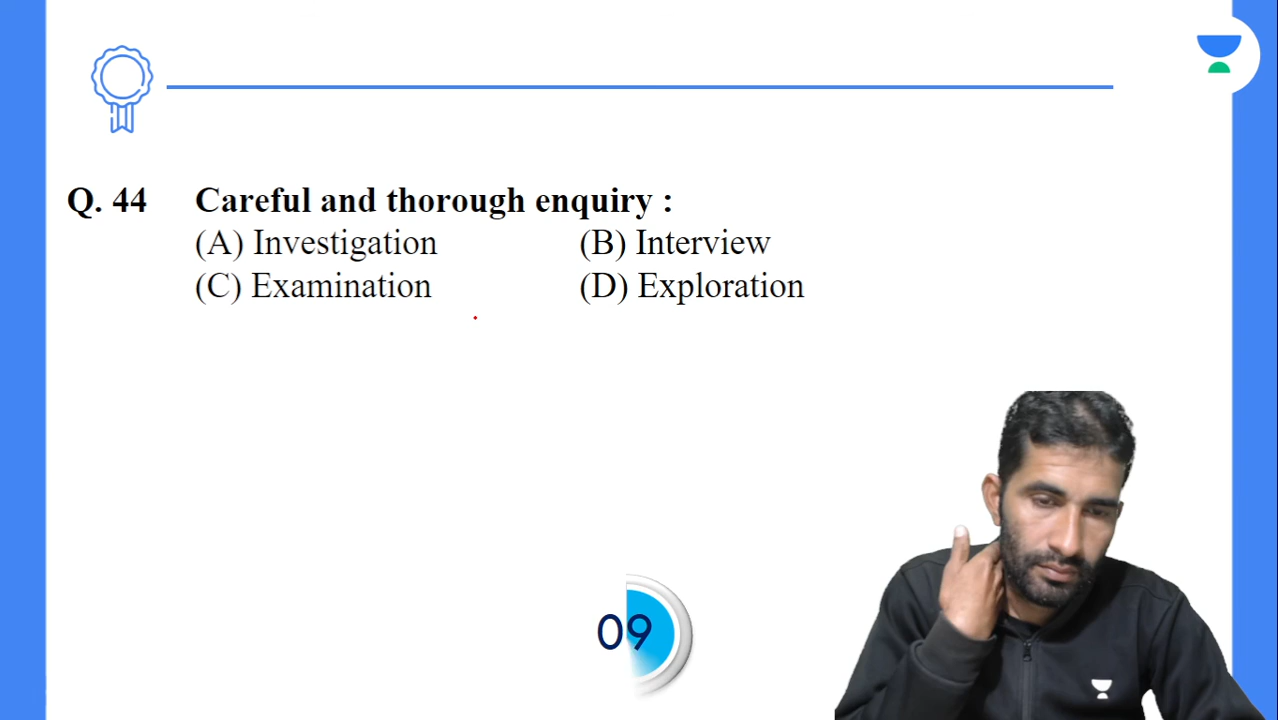 Q. 44 Careful and thorough enquiry :
(A) Investigation (B) Interview
(C) Examination (D) Exploration
09